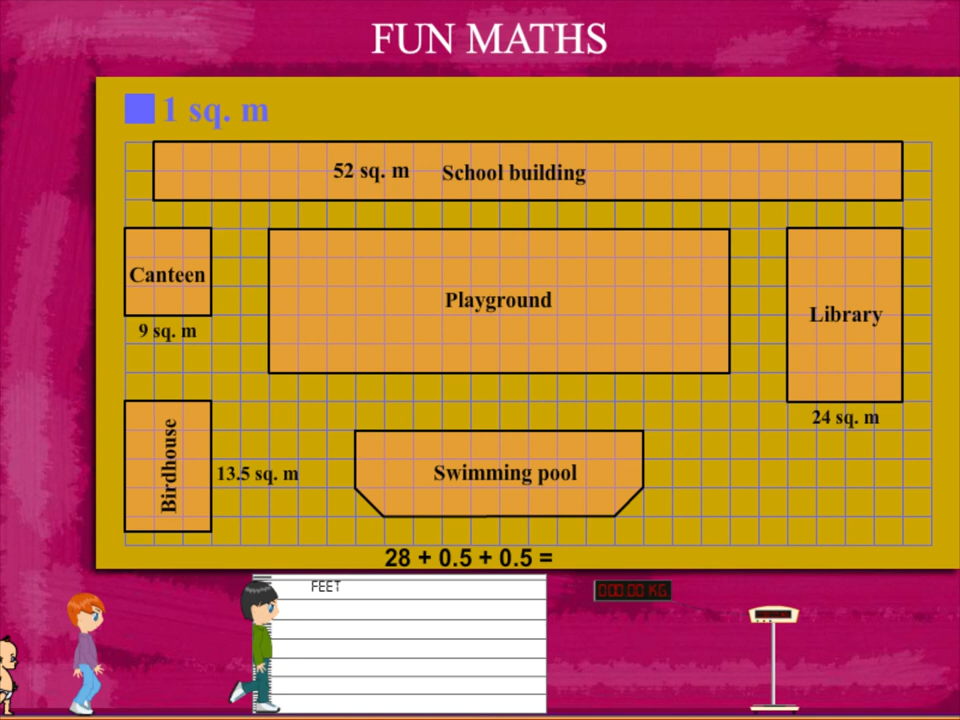 FUN MATHS
1 sq. m
52 sq. m School building
Canteen
9 sq. m
Playground
Library
24 sq. m
Birdhouse
13.5 sq. m
Swimming pool
28 + 0.5 + 0.5 =
FEET
000.00 KG